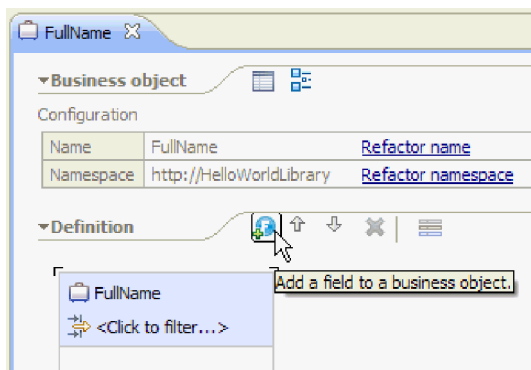 FullName
Business object
Configuration
Name FullName Refactor name
Namespace http://HelloWorldLibrary Refactor namespace
Definition
Add a field to a business object.
FullName
<Click to filter...>